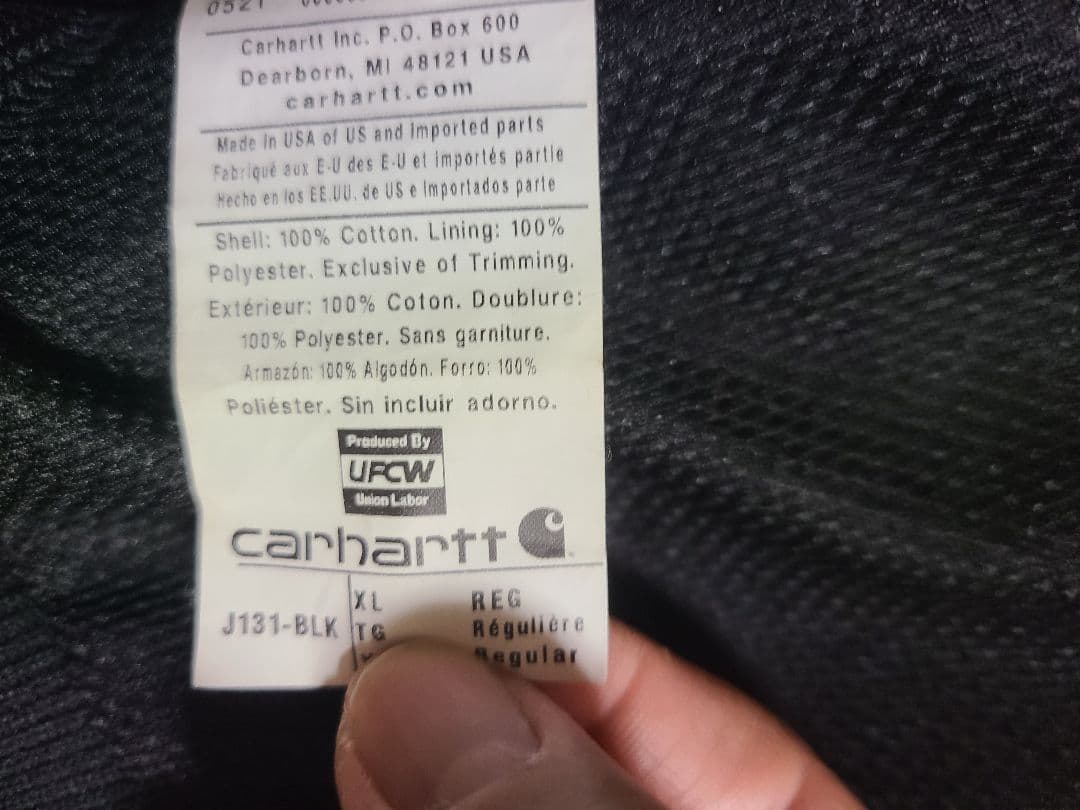 0521
Carhartt Inc. P.O. Box 600
Dearborn, MI 48121 USA
carhartt.com
Made in USA of US and Imported parts
Fabriqué aux E-U des E-U et importés partie
Hecho en los EE.UU. de US e Importados parte
Shell: 100% Cotton. Lining: 100%
Polyester. Exclusive of Trimming.
Extérieur: 100% Coton. Doublure:
100% Polyester. Sans garniture.
Armazón: 100% Algodón. Forro: 100%
Poliéster. Sin incluir adorno.
Produced By
UFCW
Union Labor
carhartt
J131-BLK
XL REG
TG Régulière
Regular